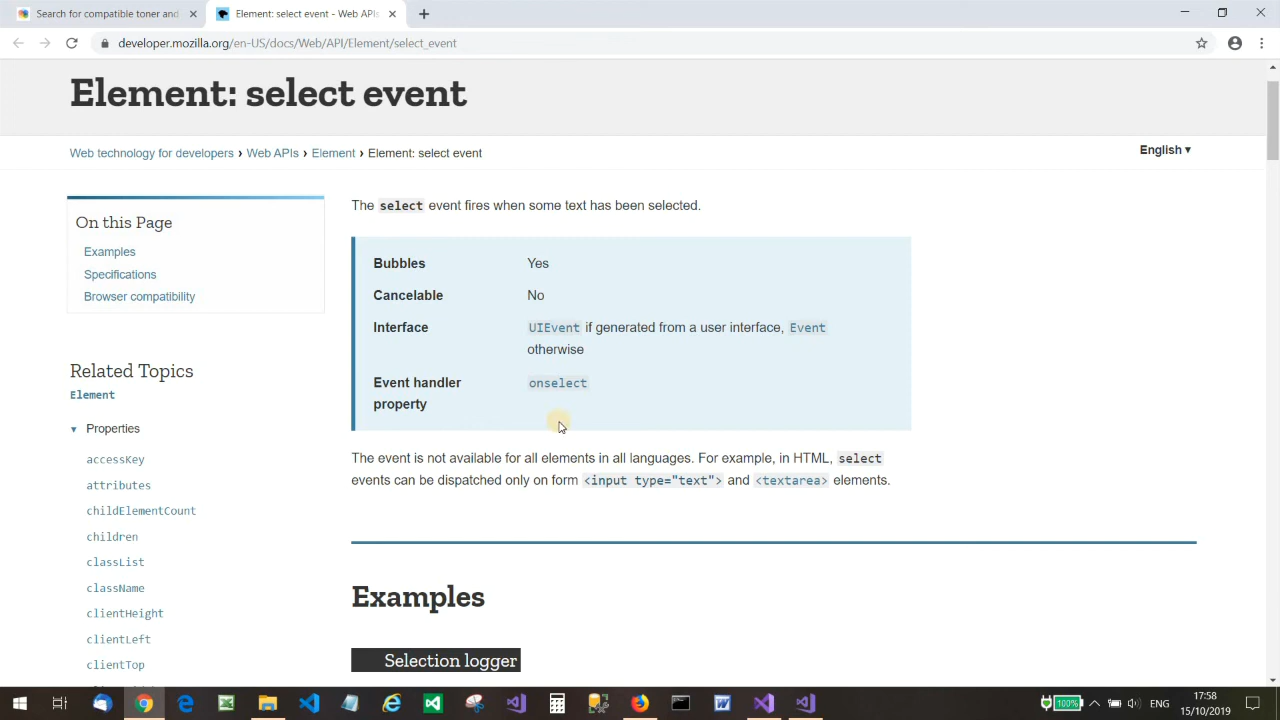 Search for compatible toner and
Element: select event - Web APIs
developer.mozilla.org/en-US/docs/Web/API/Element/select_event
Element: select event
Web technology for developers › Web APIs › Element › Element: select event
English ▾
On this Page
Examples
Specifications
Browser compatibility
Related Topics
Element
▾ Properties
accessKey
attributes
childElementCount
children
classList
className
clientHeight
clientLeft
clientTop
The select event fires when some text has been selected.
Bubbles Yes
Cancelable No
Interface UIEvent if generated from a user interface, Event
otherwise
Event handler onselect
property
The event is not available for all elements in all languages. For example, in HTML, select
events can be dispatched only on form <input type="text"> and <textarea> elements.
Examples
Selection logger
100%
ENG
17:58
15/10/2019